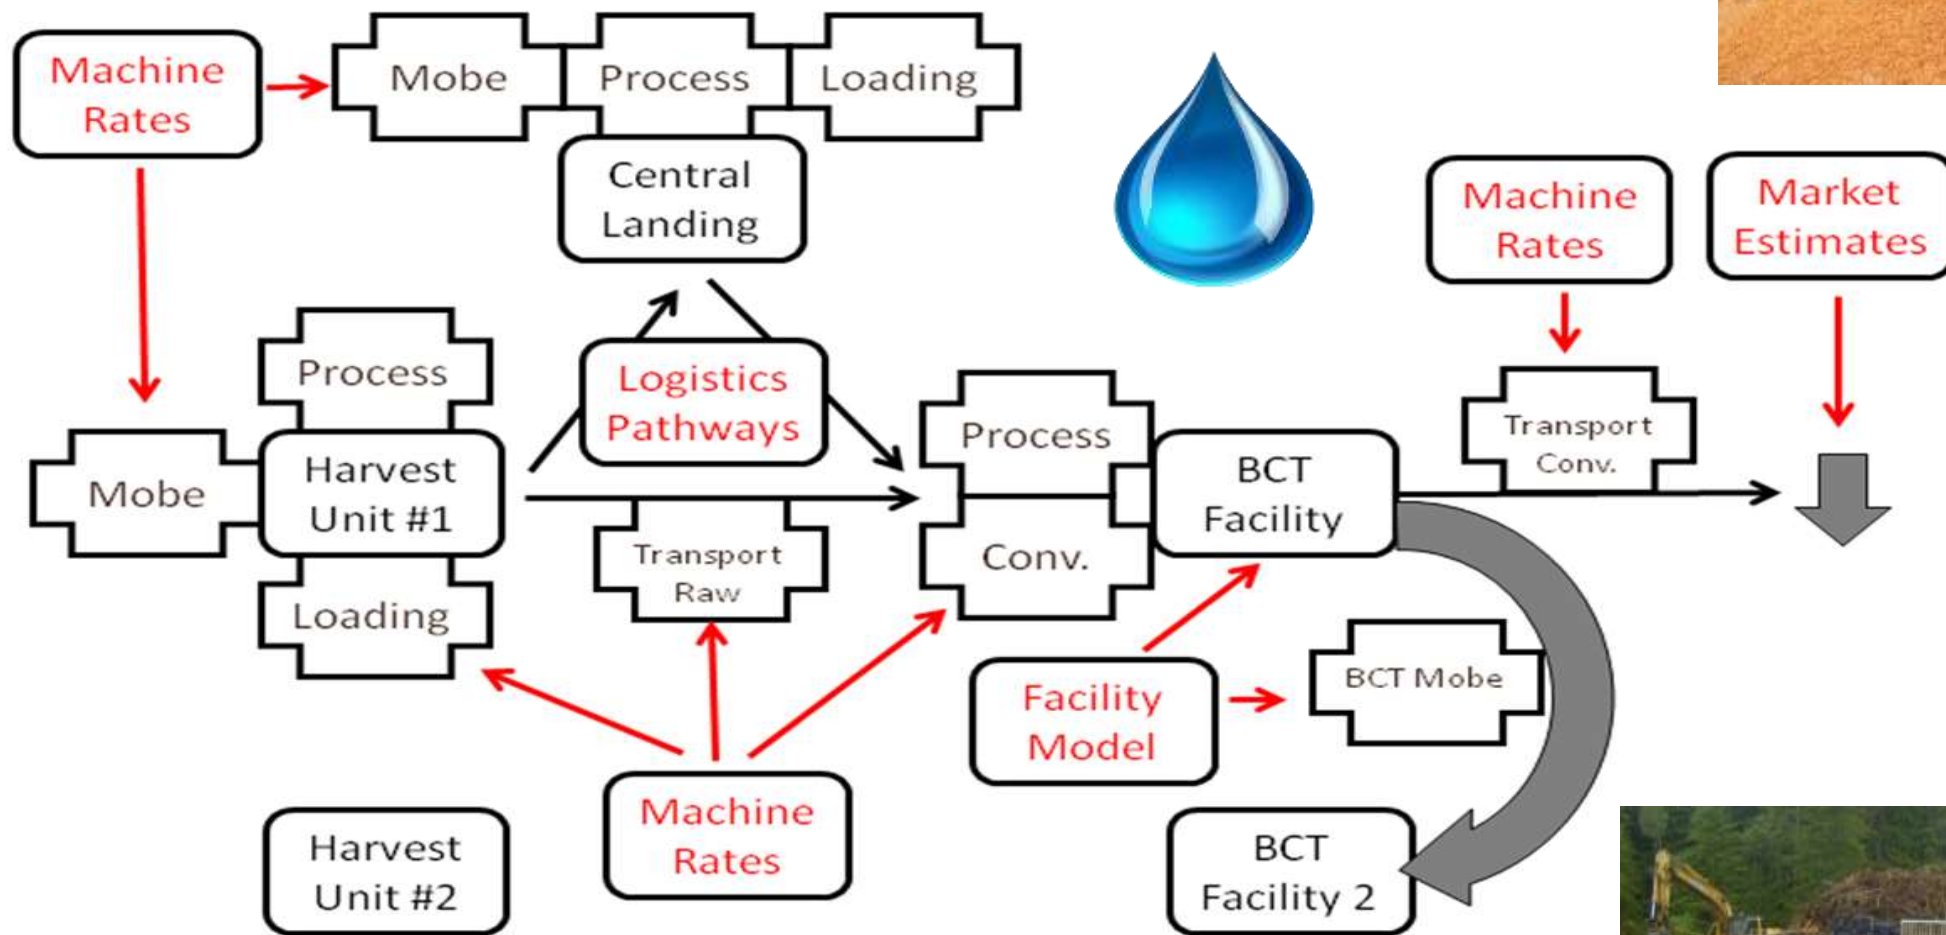 Machine
Rates
Mobe
Process
Loading
Central
Landing
Machine
Rates
Market
Estimates
Process
Logistics
Pathways
Mobe
Harvest
Unit #1
Process
BCT
Facility
Transport
Conv.
Loading
Transport
Raw
Conv.
Facility
Model
BCT Mobe
Harvest
Unit #2
Machine
Rates
BCT
Facility 2